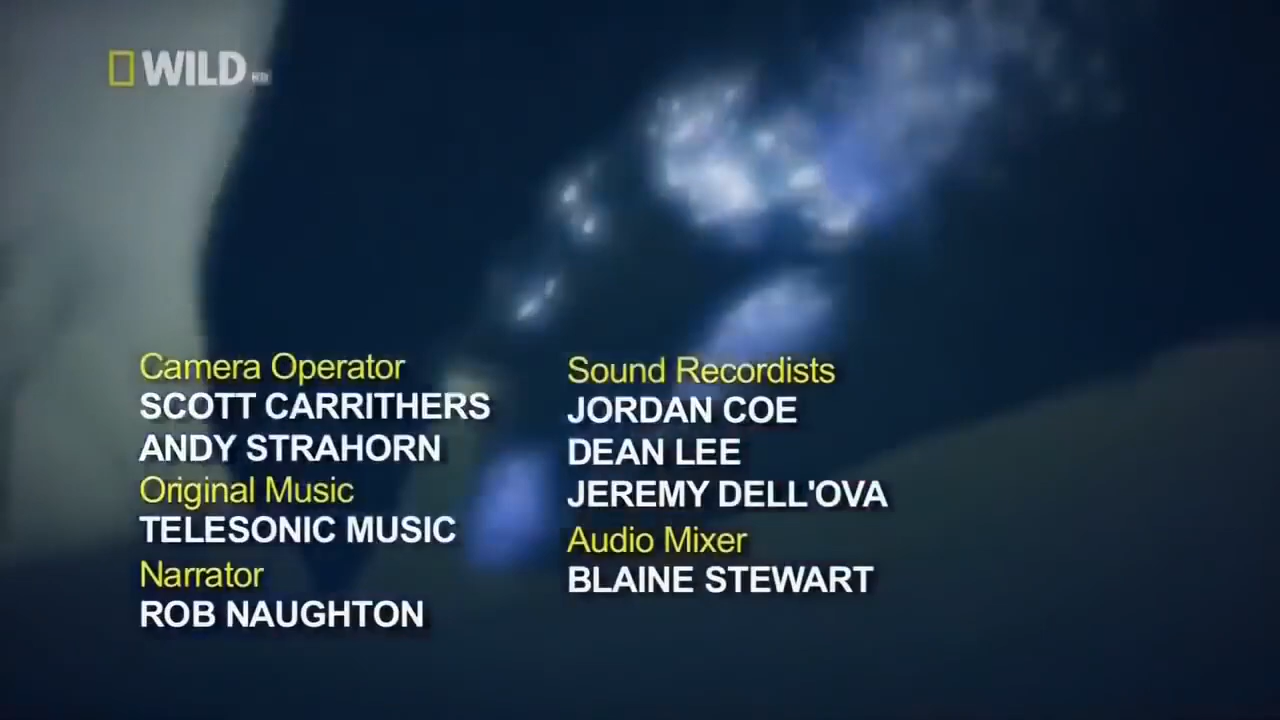 WILD HD
Camera Operator
SCOTT CARRITHERS
ANDY STRAHORN
Original Music
TELESONIC MUSIC
Narrator
ROB NAUGHTON
Sound Recordists
JORDAN COE
DEAN LEE
JEREMY DELL'OVA
Audio Mixer
BLAINE STEWART